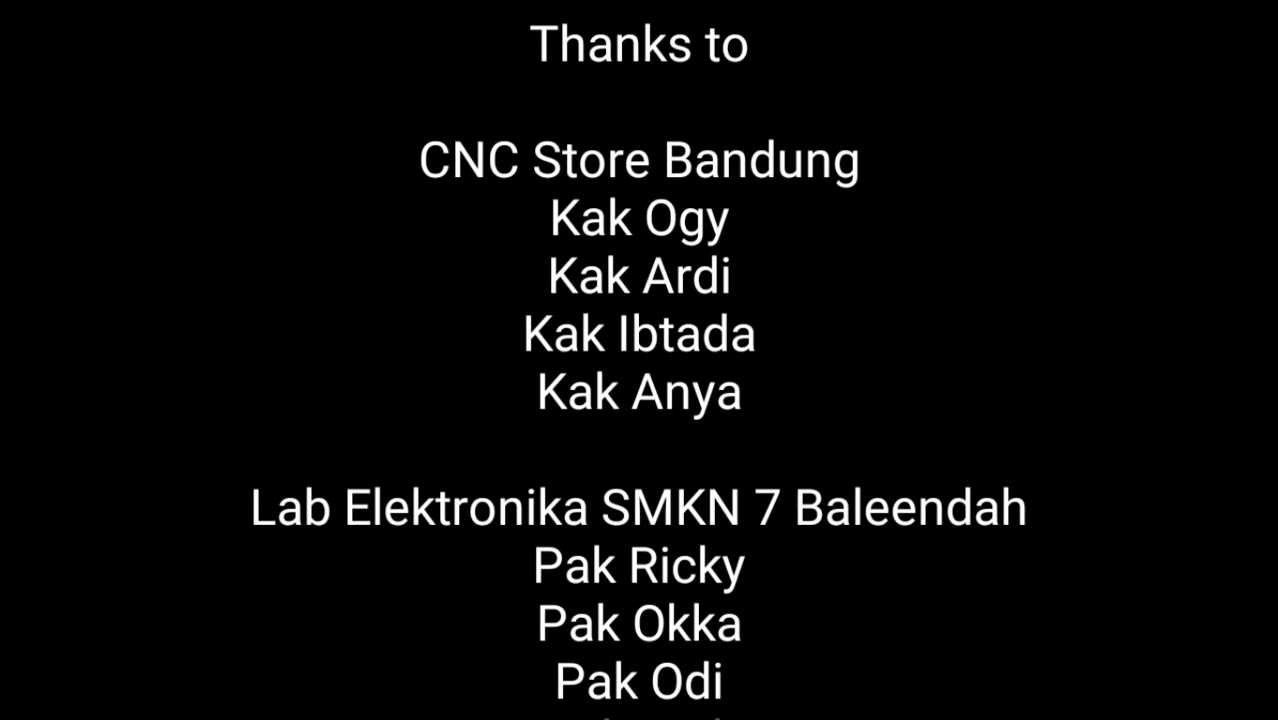 Thanks to
CNC Store Bandung
Kak Ogy
Kak Ardi
Kak Ibtada
Kak Anya
Lab Elektronika SMKN 7 Baleendah
Pak Ricky
Pak Okka
Pak Odi